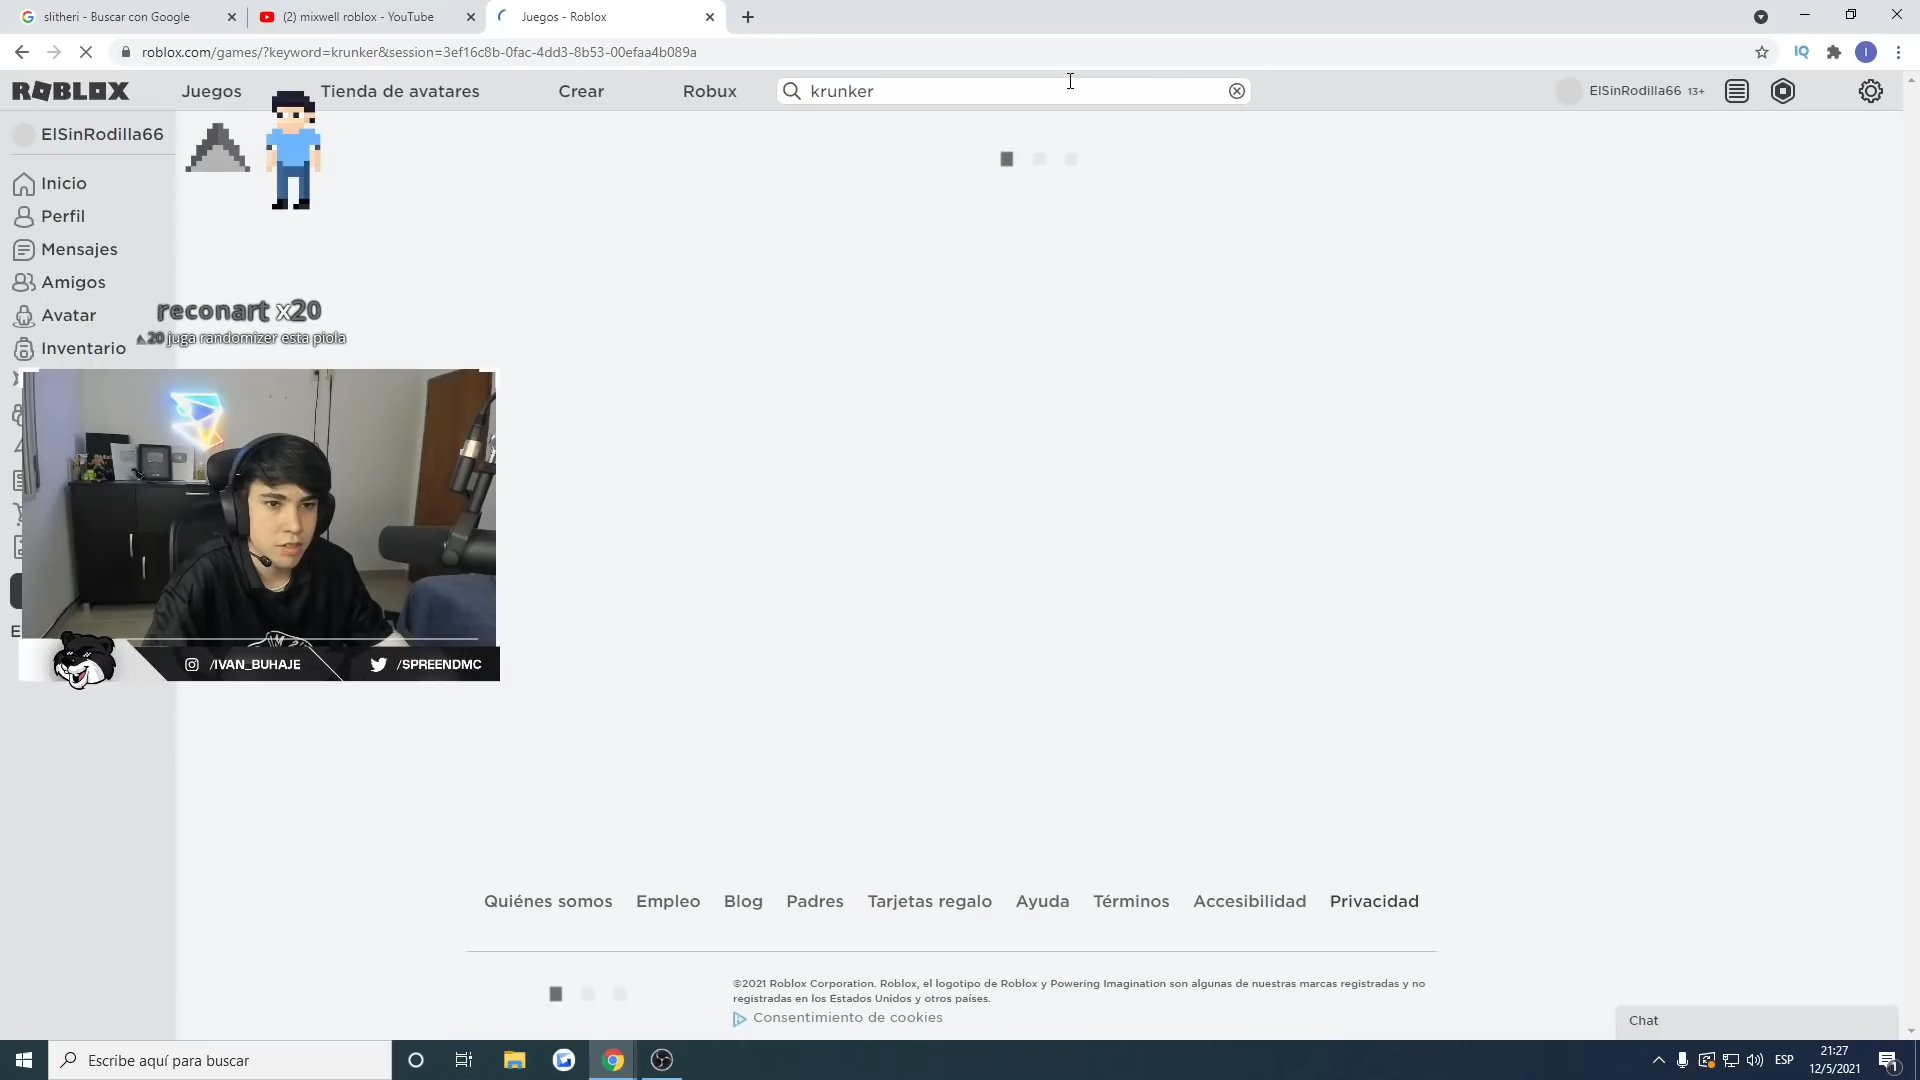 slitheri - Buscar con Google
(2) mixwell roblox - YouTube
Juegos - Roblox
roblox.com/games/?keyword=krunker&session=3ef16c8b-0fac-4dd3-8b53-00efaa4b089a
IQ
I
ROBLOX
Juegos
Tienda de avatares
Crear
Robux
krunker
ElSinRodilla66 13+
ElSinRodilla66
Inicio
Perfil
Mensajes
Amigos
Avatar
Inventario
reconart x20
20 juga randomizer esta piola
E
/IVAN_BUHAJE
/SPREENDMC
Quiénes somos
Empleo
Blog
Padres
Tarjetas regalo
Ayuda
Términos
Accesibilidad
Privacidad
©2021 Roblox Corporation. Roblox, el logotipo de Roblox y Powering Imagination son algunas de nuestras marcas registradas y no
registradas en los Estados Unidos y otros países.
Consentimiento de cookies
Chat
Escribe aquí para buscar
ESP
21:27
12/5/2021
1